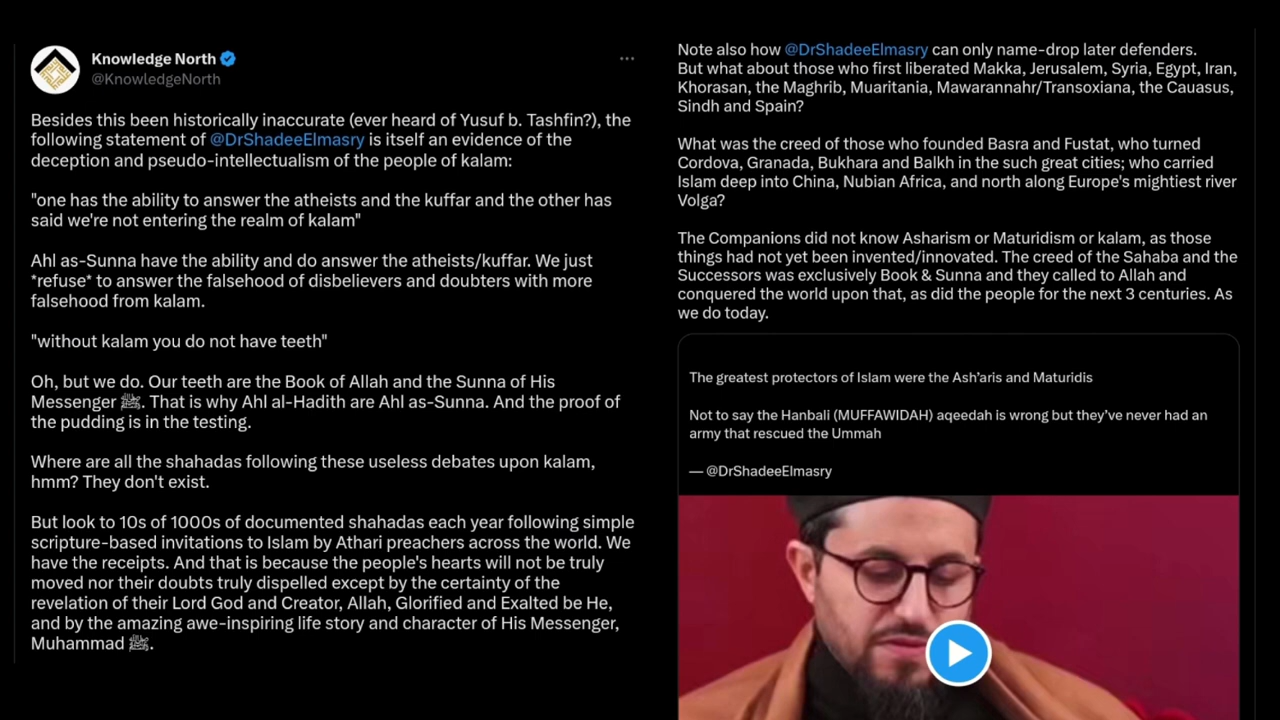 Knowledge North
@KnowledgeNorth
Besides this been historically inaccurate (ever heard of Yusuf b. Tashfin?), the
following statement of @DrShadeeElmasry is itself an evidence of the
deception and pseudo-intellectualism of the people of kalam:
"one has the ability to answer the atheists and the kuffar and the other has
said we're not entering the realm of kalam"
Ahl as-Sunna have the ability and do answer the atheists/kuffar. We just
*refuse* to answer the falsehood of disbelievers and doubters with more
falsehood from kalam.
"without kalam you do not have teeth"
Oh, but we do. Our teeth are the Book of Allah and the Sunna of His
Messenger ﷺ. That is why Ahl al-Hadith are Ahl as-Sunna. And the proof of
the pudding is in the testing.
Where are all the shahadas following these useless debates upon kalam,
hmm? They don't exist.
But look to 10s of 1000s of documented shahadas each year following simple
scripture-based invitations to Islam by Athari preachers across the world. We
have the receipts. And that is because the people's hearts will not be truly
moved nor their doubts truly dispelled except by the certainty of the
revelation of their Lord God and Creator, Allah, Glorified and Exalted be He,
and by the amazing awe-inspiring life story and character of His Messenger,
Muhammad ﷺ.
Note also how @DrShadeeElmasry can only name-drop later defenders.
But what about those who first liberated Makka, Jerusalem, Syria, Egypt, Iran,
Khorasan, the Maghrib, Muaritania, Mawarannahr/Transoxiana, the Cauasus,
Sindh and Spain?
What was the creed of those who founded Basra and Fustat, who turned
Cordova, Granada, Bukhara and Balkh in the such great cities; who carried
Islam deep into China, Nubian Africa, and north along Europe's mightiest river
Volga?
The Companions did not know Asharism or Maturidism or kalam, as those
things had not yet been invented/innovated. The creed of the Sahaba and the
Successors was exclusively Book & Sunna and they called to Allah and
conquered the world upon that, as did the people for the next 3 centuries. As
we do today.
The greatest protectors of Islam were the Ash'aris and Maturidis
Not to say the Hanbali (MUFFAWIDAH) aqeedah is wrong but they've never had an
army that rescued the Ummah
— @DrShadeeElmasry